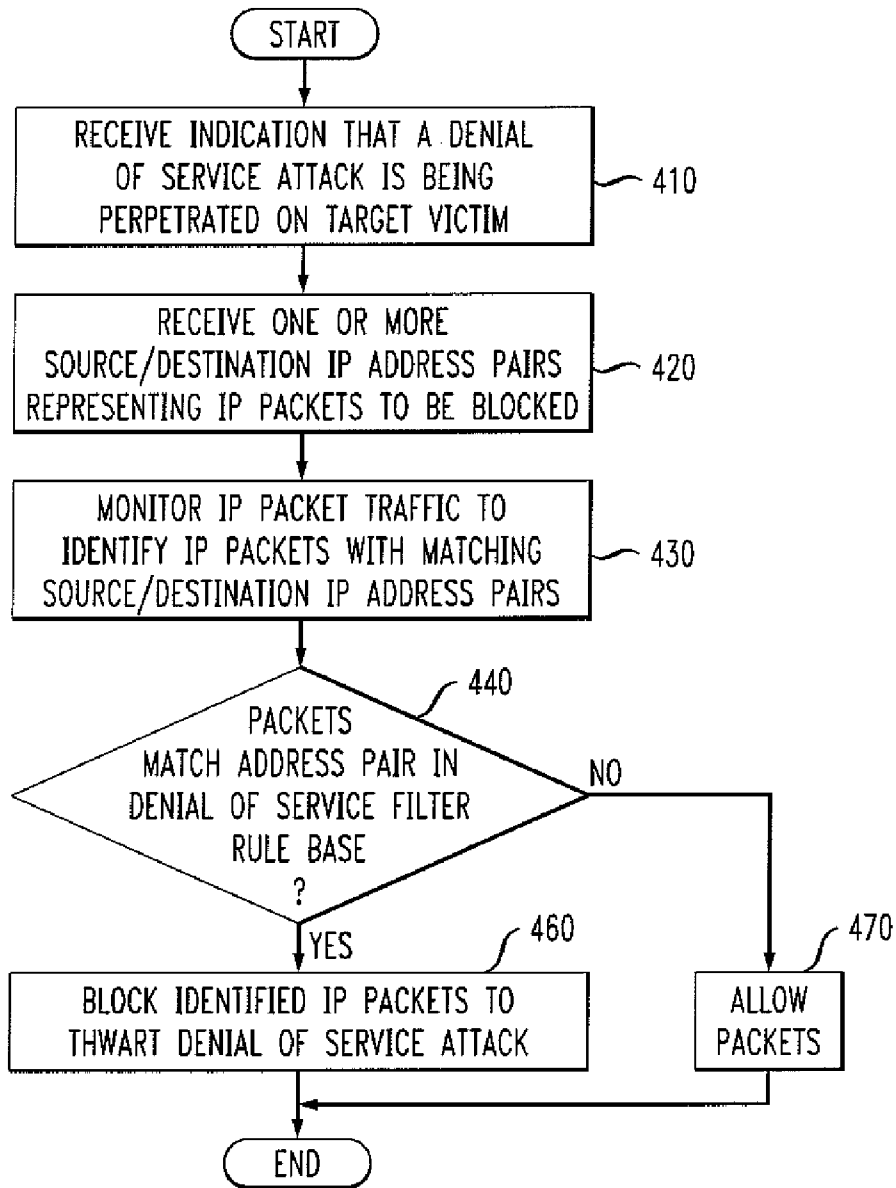 START
RECEIVE INDICATION THAT A DENIAL
OF SERVICE ATTACK IS BEING
PERPETRATED ON TARGET VICTIM
410
RECEIVE ONE OR MORE
SOURCE/DESTINATION IP ADDRESS PAIRS
REPRESENTING IP PACKETS TO BE BLOCKED
420
MONITOR IP PACKET TRAFFIC TO
IDENTIFY IP PACKETS WITH MATCHING
SOURCE/DESTINATION IP ADDRESS PAIRS
430
440
PACKETS
MATCH ADDRESS PAIR IN
DENIAL OF SERVICE FILTER
RULE BASE
?
NO
YES
460
BLOCK IDENTIFIED IP PACKETS TO
THWART DENIAL OF SERVICE ATTACK
470
ALLOW
PACKETS
END